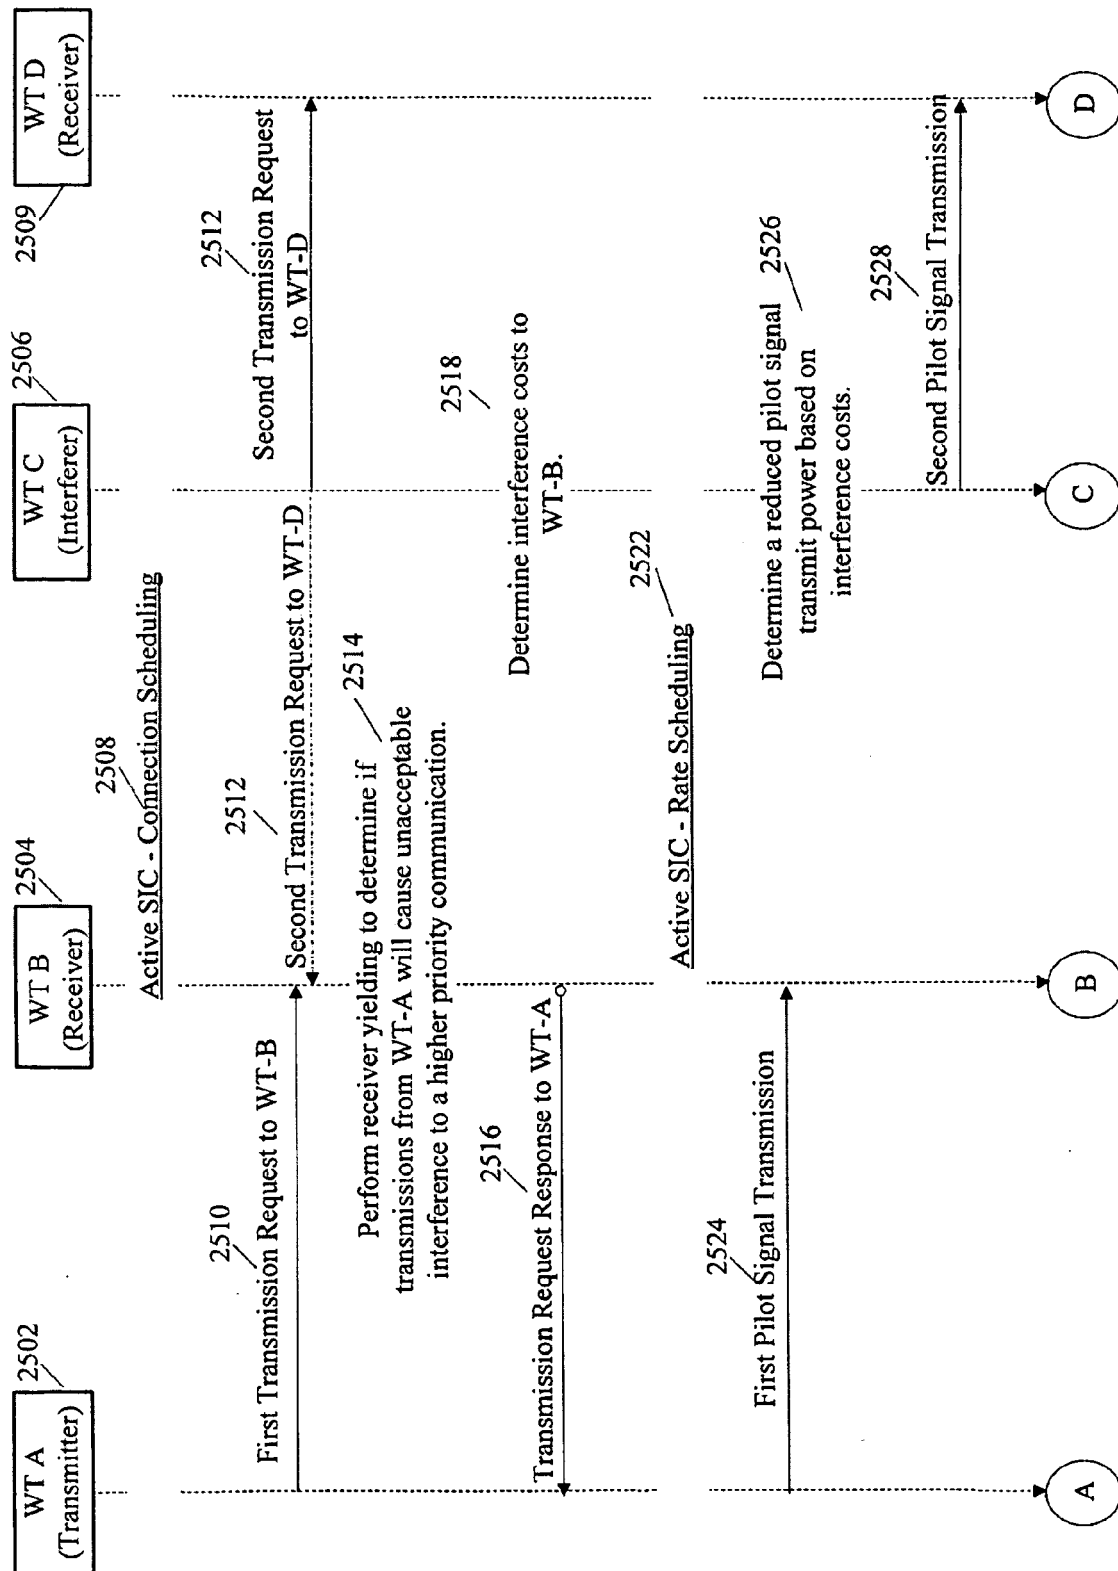 WT A
(Transmitter)
2502
WT B
(Receiver)
2504
WT C
(Interferer)
2506
WT D
(Receiver)
2509
2508
Active SIC - Connection Scheduling
First Transmission Request to WT-B
2510
2512
Second Transmission Request to WT-D
2512
Second Transmission Request
to WT-D
2514
Perform receiver yielding to determine if
transmissions from WT-A will cause unacceptable
interference to a higher priority communication.
2516
Transmission Request Response to WT-A
2518
Determine interference costs to
WT-B.
2522
Active SIC - Rate Scheduling
2524
First Pilot Signal Transmission
2526
Determine a reduced pilot signal
transmit power based on
interference costs.
2528
Second Pilot Signal Transmission
A
B
C
D